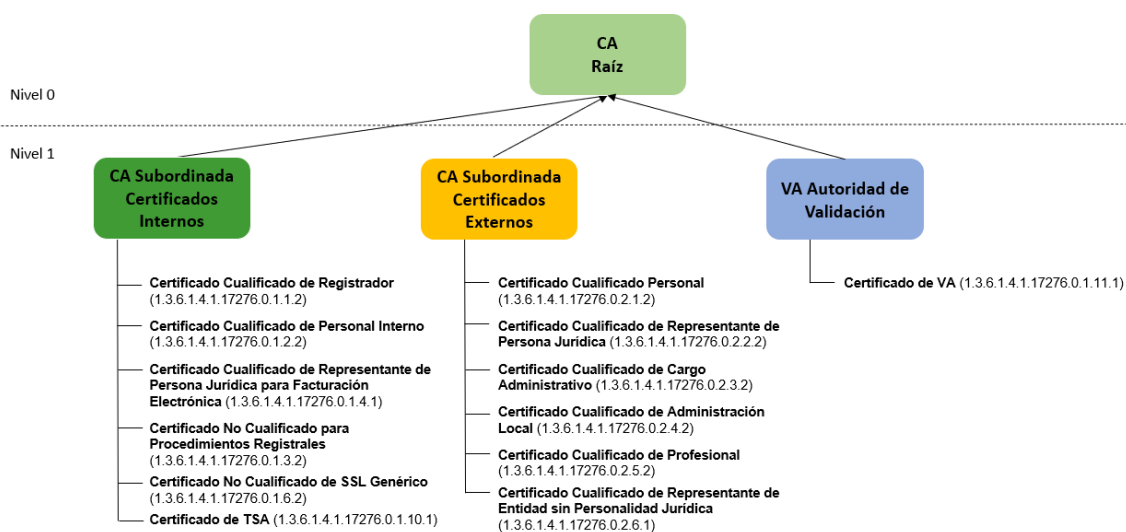 CA
Raíz
Nivel 0
Nivel 1
CA Subordinada
Certificados
Internos
CA Subordinada
Certificados
Externos
VA Autoridad de
Validación
Certificado Cualificado de Registrador
(1.3.6.1.4.1.17276.0.1.1.2)
Certificado Cualificado de Personal Interno
(1.3.6.1.4.1.17276.0.1.2.2)
Certificado Cualificado de Representante de
Persona Jurídica para Facturación
Electrónica (1.3.6.1.4.1.17276.0.1.4.1)
Certificado No Cualificado para
Procedimientos Registrales
(1.3.6.1.4.1.17276.0.1.3.2)
Certificado No Cualificado de SSL Genérico
(1.3.6.1.4.1.17276.0.1.6.2)
Certificado de TSA (1.3.6.1.4.1.17276.0.1.10.1)
Certificado Cualificado Personal
(1.3.6.1.4.1.17276.0.2.1.2)
Certificado Cualificado de Representante de
Persona Jurídica (1.3.6.1.4.1.17276.0.2.2.2)
Certificado Cualificado de Cargo
Administrativo (1.3.6.1.4.1.17276.0.2.3.2)
Certificado Cualificado de Administración
Local (1.3.6.1.4.1.17276.0.2.4.2)
Certificado Cualificado de Profesional
(1.3.6.1.4.1.17276.0.2.5.2)
Certificado Cualificado de Representante de
Entidad sin Personalidad Jurídica
(1.3.6.1.4.1.17276.0.2.6.1)
Certificado de VA (1.3.6.1.4.1.17276.0.1.11.1)